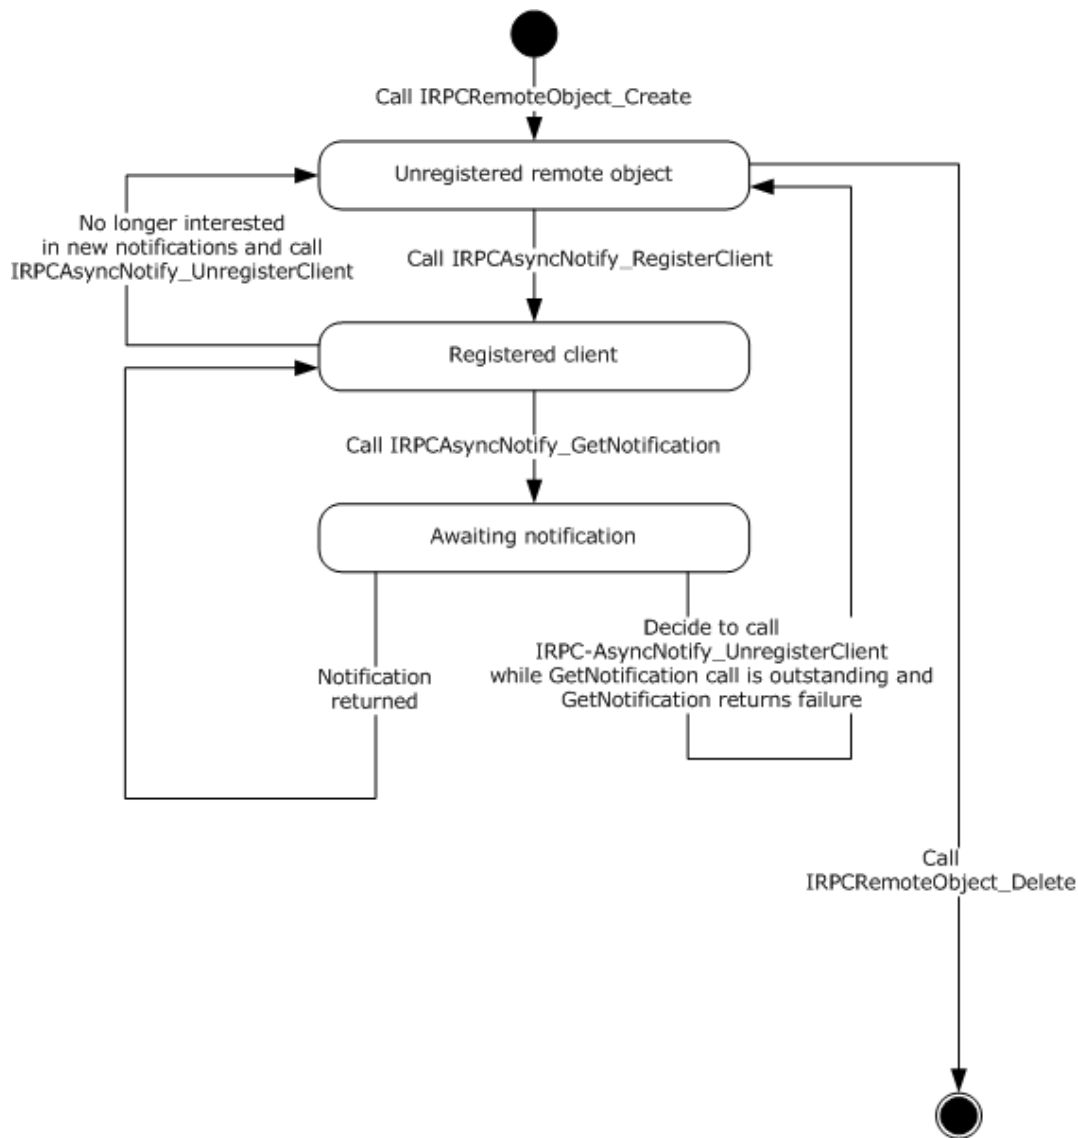 Call IRPCRemoteObject_Create
Unregistered remote object
No longer interested
in new notifications and call
IRPCAsyncNotify_UnregisterClient
Call IRPCAsyncNotify_RegisterClient
Registered client
Call IRPCAsyncNotify_GetNotification
Awaiting notification
Notification
returned
Decide to call
IRPC-AsyncNotify_UnregisterClient
while GetNotification call is outstanding and
GetNotification returns failure
Call
IRPCRemoteObject_Delete